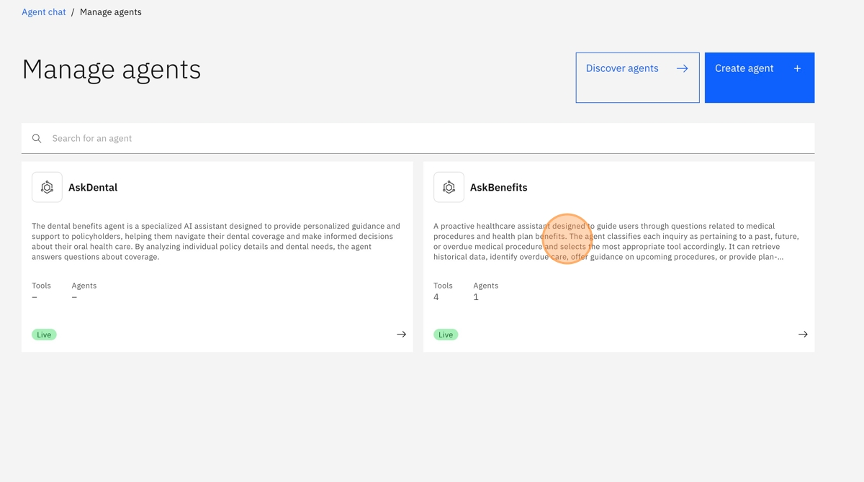 Agent chat / Manage agents
Manage agents
Discover agents
Create agent +
Search for an agent
AskDental
The dental benefits agent is a specialized AI assistant designed to provide personalized guidance and
support to policyholders, helping them navigate their dental coverage and make informed decisions
about their oral health care. By analyzing individual policy details and dental needs, the agent
answers questions about coverage.
Tools Agents
– –
Live
AskBenefits
A proactive healthcare assistant designed to guide users through questions related to medical
procedures and health plan benefits. The agent classifies each inquiry as pertaining to a past, future,
or overdue medical procedure and selects the most appropriate tool accordingly. It can retrieve
historical data, identify overdue care, offer guidance on upcoming procedures, or provide plan-...
Tools Agents
4 1
Live